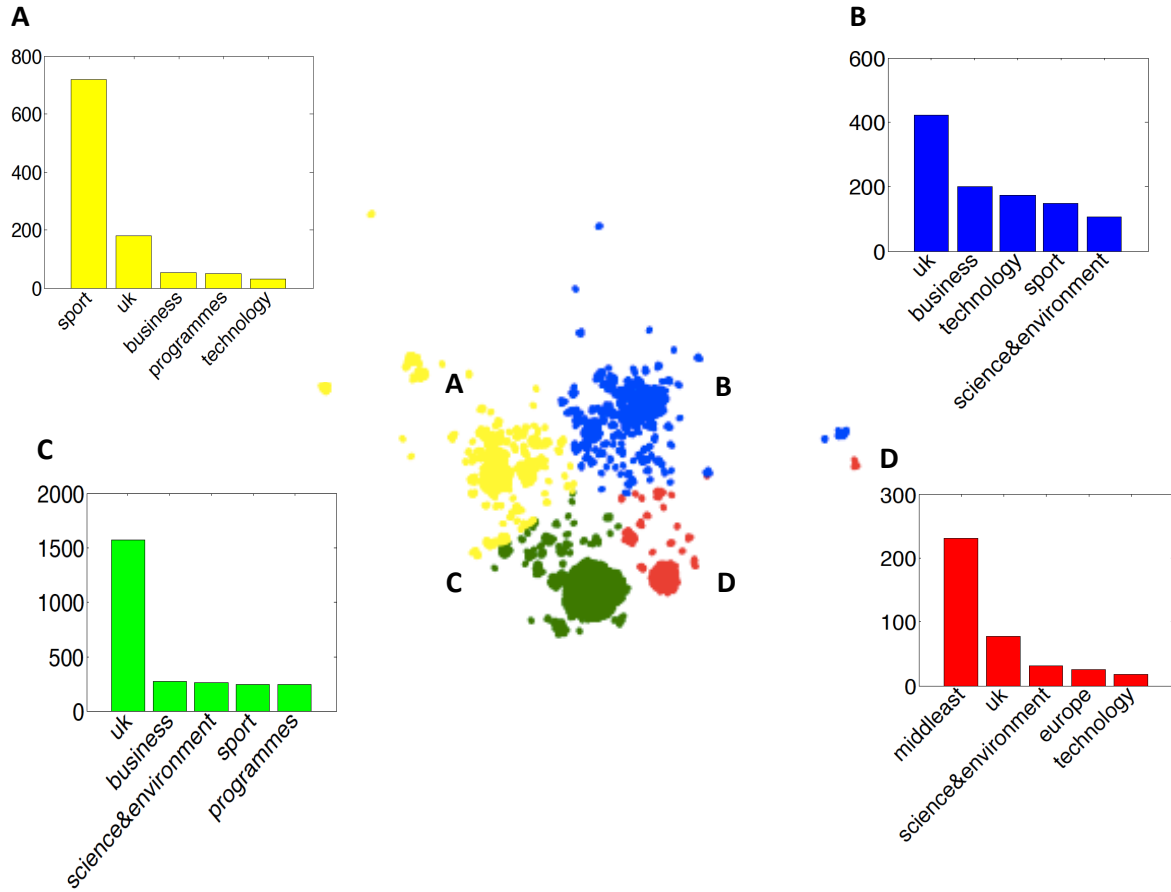 A
800
600
400
200
0
sport
uk
business
programmes
technology
B
600
400
200
0
uk
business
technology
sport
science&environment
A
B
C
D
C
2000
1500
1000
500
0
uk
business
science&environment
sport
programmes
D
300
200
100
0
middleast
uk
science&environment
europe
technology